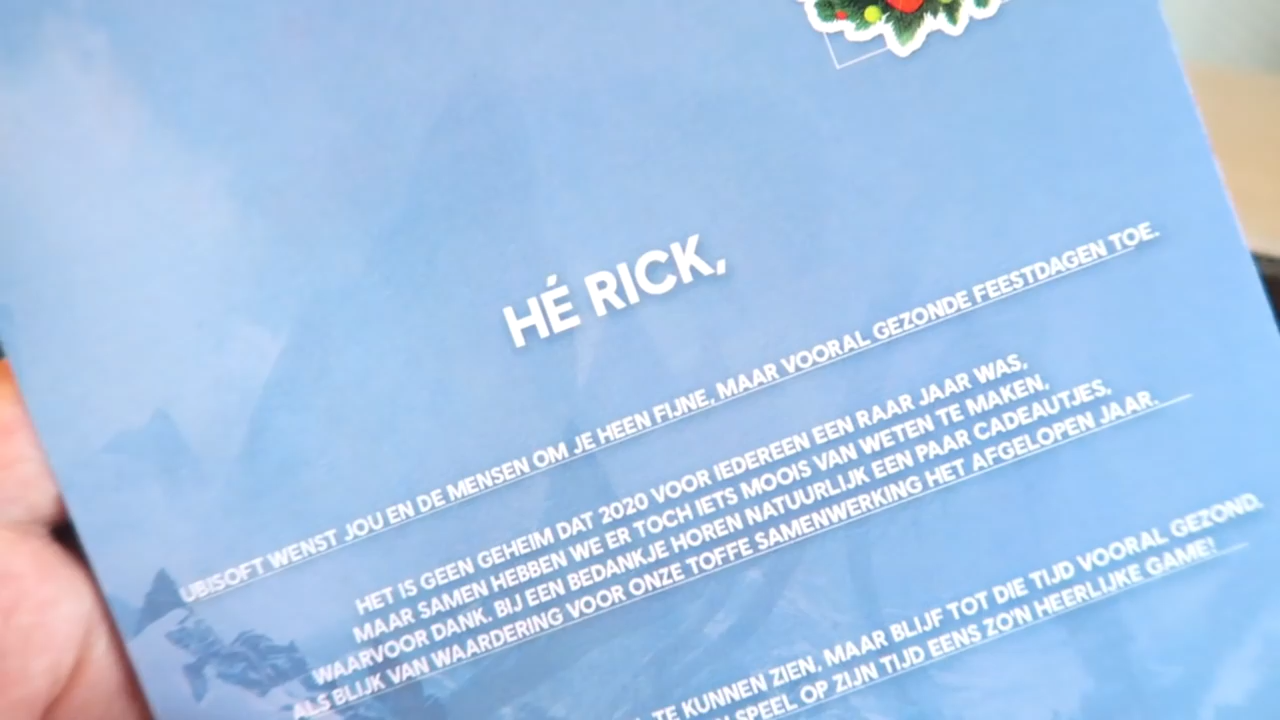 HÉ RICK,
UBISOFT WENST JOU EN DE MENSEN OM JE HEEN FIJNE, MAAR VOORAL GEZONDE FEESTDAGEN TOE.
HET IS GEEN GEHEIM DAT 2020 VOOR IEDEREEN EEN RAAR JAAR WAS,
MAAR SAMEN HEBBEN WE ER TOCH IETS MOOIS VAN WETEN TE MAKEN,
WAARVOOR DANK. BIJ EEN BEDANKJE HOREN NATUURLIJK EEN PAAR CADEAUTJES,
ALS BLIJK VAN WAARDERING VOOR ONZE TOFFE SAMENWERKING HET AFGELOPEN JAAR.
TE KUNNEN ZIEN, MAAR BLIJF TOT DIE TIJD VOORAL GEZOND,
SPEEL OP ZIJN TIJD EENS ZO'N HEERLIJKE GAME!